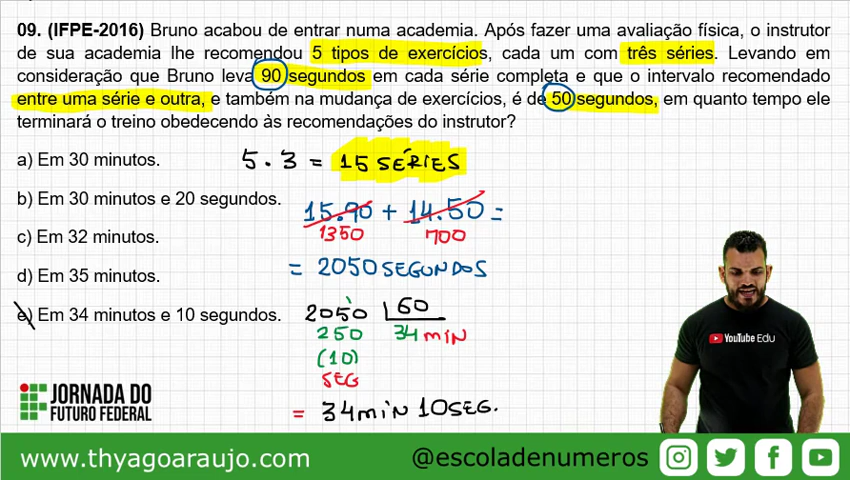 09. (IFPE-2016) Bruno acabou de entrar numa academia. Após fazer uma avaliação física, o instrutor
de sua academia lhe recomendou 5 tipos de exercícios, cada um com três séries. Levando em
consideração que Bruno leva 90 segundos em cada série completa e que o intervalo recomendado
entre uma série e outra, e também na mudança de exercícios, é de 50 segundos, em quanto tempo ele
terminará o treino obedecendo às recomendações do instrutor?
a) Em 30 minutos.
5.3 = 15 SÉRIES
b) Em 30 minutos e 20 segundos.
15.90 + 14.50 =
1350 700
c) Em 32 minutos.
= 2050 SEGUNDOS
d) Em 35 minutos.
e) Em 34 minutos e 10 segundos.
2050 60
250 34 MIN
(10)
SEG
= 34 MIN 10 SEG.
JORNADA DO
FUTURO FEDERAL
YouTube Edu
www.thyagoaraujo.com
@escoladenumeros